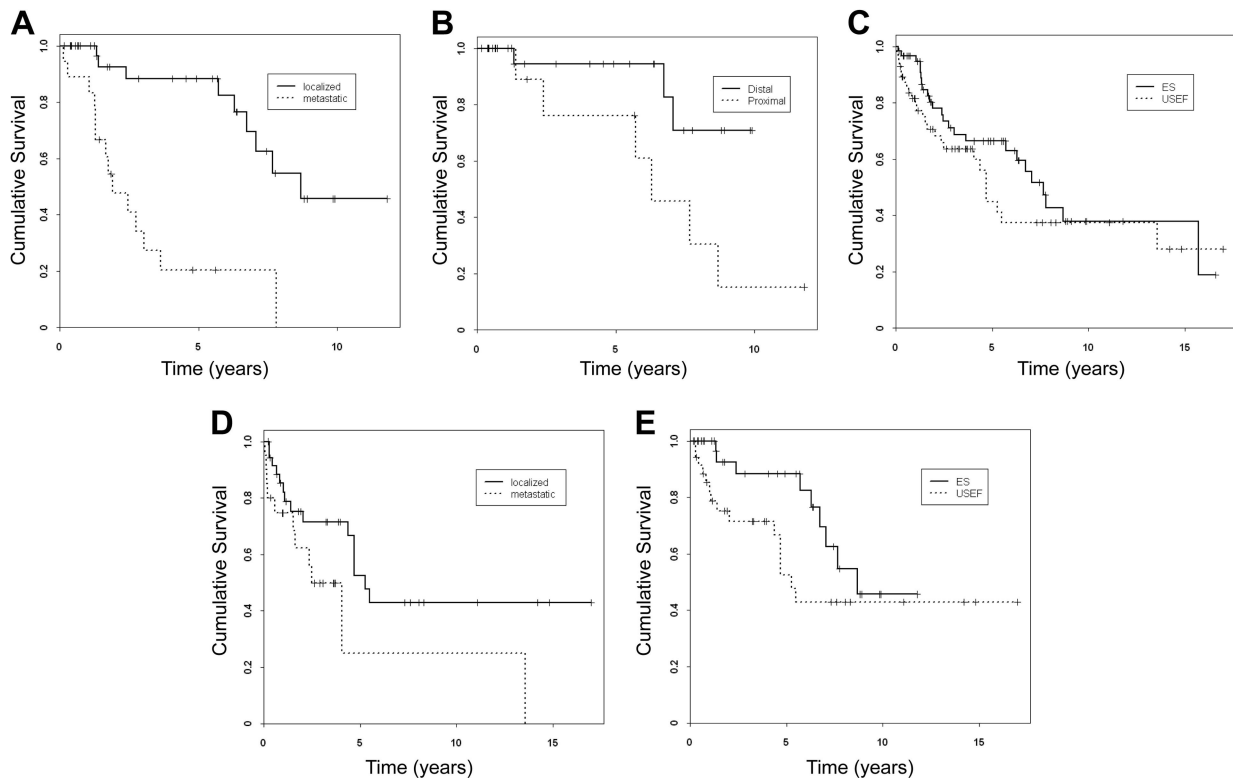 A
Cumulative Survival
1.0
0.8
0.6
0.4
0.2
0
localized
metastatic
0 5 10
Time (years)
B
Cumulative Survival
1.0
0.8
0.6
0.4
0.2
0
Distal
Proximal
0 5 10
Time (years)
C
Cumulative Survival
1.0
0.8
0.6
0.4
0.2
0
ES
USEF
0 5 10 15
Time (years)
D
Cumulative Survival
1.0
0.8
0.6
0.4
0.2
0
localized
metastatic
0 5 10 15
Time (years)
E
Cumulative Survival
1.0
0.8
0.6
0.4
0.2
0
ES
USEF
0 5 10 15
Time (years)